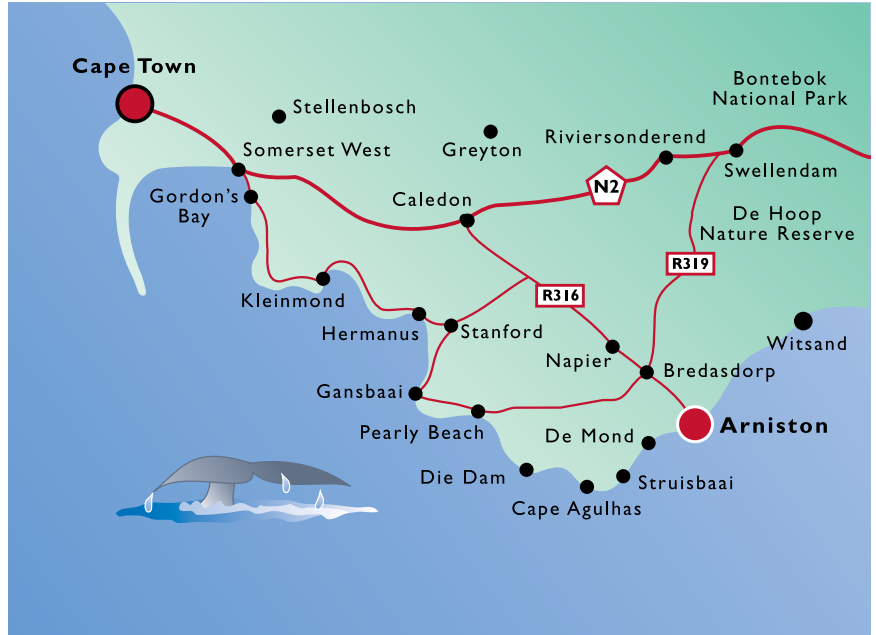 Cape Town
Bontebok
National Park
Stellenbosch
Greyton
Riviersonderend
Somerset West
Swellendam
Gordon's
Bay
Caledon
N2
De Hoop
Nature Reserve
R319
Kleinmond
R316
Hermanus
Stanford
Witsand
Napier
Bredasdorp
Gansbaai
Pearly Beach
De Mond
Arniston
Die Dam
Struisbaai
Cape Agulhas